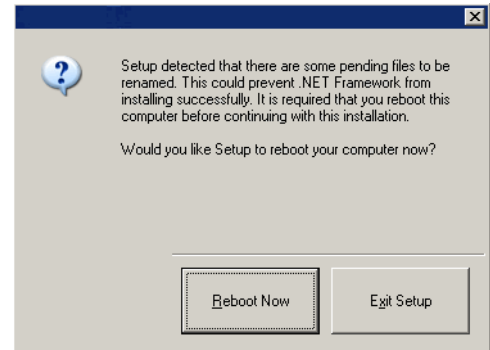 Setup detected that there are some pending files to be
renamed. This could prevent .NET Framework from
installing successfully. It is required that you reboot this
computer before continuing with this installation.
Would you like Setup to reboot your computer now?
Reboot Now
Exit Setup